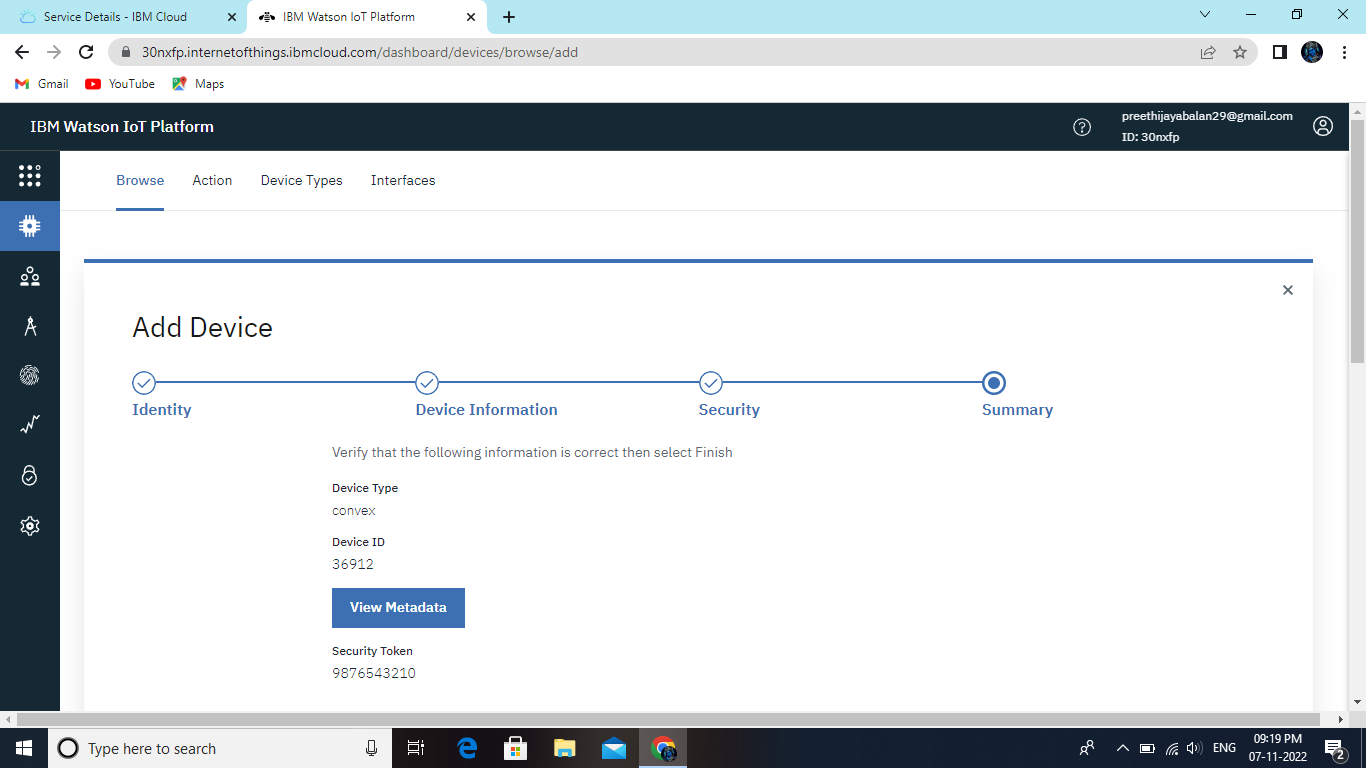 Service Details - IBM Cloud
IBM Watson IoT Platform
30nxfp.internetofthings.ibmcloud.com/dashboard/devices/browse/add
Gmail YouTube Maps
IBM Watson IoT Platform
preethijayabalan29@gmail.com
ID: 30nxfp
Browse Action Device Types Interfaces
Add Device
Identity Device Information Security Summary
Verify that the following information is correct then select Finish
Device Type
convex
Device ID
36912
View Metadata
Security Token
9876543210
Type here to search
ENG
09:19 PM
07-11-2022
2